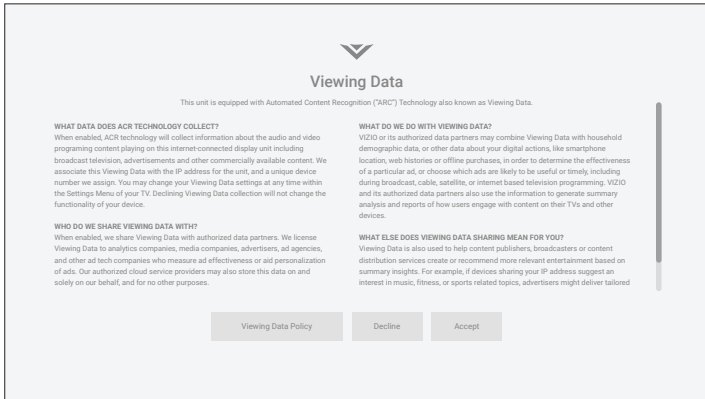 Viewing Data
This unit is equipped with Automated Content Recognition ("ARC") Technology also known as Viewing Data.
WHAT DATA DOES ACR TECHNOLOGY COLLECT?
When enabled, ACR technology will collect information about the audio and video
programing content playing on this internet-connected display unit including
broadcast television, advertisements and other commercially available content. We
associate this Viewing Data with the IP address for the unit, and a unique device
number we assign. You may change your Viewing Data settings at any time within
the Settings Menu of your TV. Declining Viewing Data collection will not change the
functionality of your device.
WHO DO WE SHARE VIEWING DATA WITH?
When enabled, we share Viewing Data with authorized data partners. We license
Viewing Data to analytics companies, media companies, advertisers, ad agencies,
and other ad tech companies who measure ad effectiveness or aid personalization
of ads. Our authorized cloud service providers may also store this data on and
solely on our behalf, and for no other purposes.
WHAT DO WE DO WITH VIEWING DATA?
VIZIO or its authorized data partners may combine Viewing Data with household
demographic data, or other data about your digital actions, like smartphone
location, web histories or offline purchases, in order to determine the effectiveness
of a particular ad, or choose which ads are likely to be useful or timely, including
during broadcast, cable, satellite, or internet based television programming. VIZIO
and its authorized data partners also use the information to generate summary
analysis and reports of how users engage with content on their TVs and other
devices.
WHAT ELSE DOES VIEWING DATA SHARING MEAN FOR YOU?
Viewing Data is also used to help content publishers, broadcasters or content
distribution services create or recommend more relevant entertainment based on
summary insights. For example, if devices sharing your IP address suggest an
interest in music, fitness, or sports related topics, advertisers might deliver tailored
Viewing Data Policy
Decline
Accept